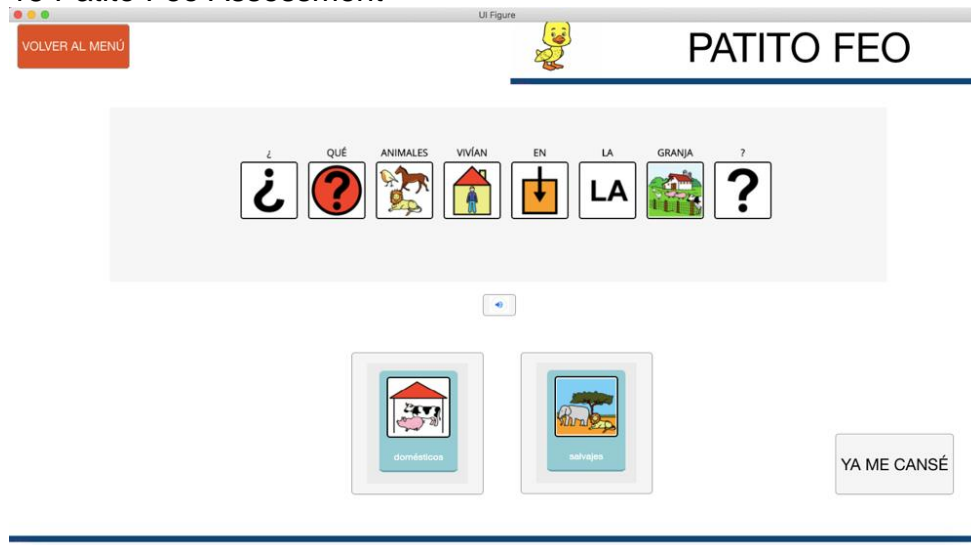 UI Figure
VOLVER AL MENÚ
PATITO FEO
¿ QUÉ ANIMALES VIVÍAN EN LA GRANJA ?
¿ ? LA ?
domésticos
salvajes
YA ME CANSÉ